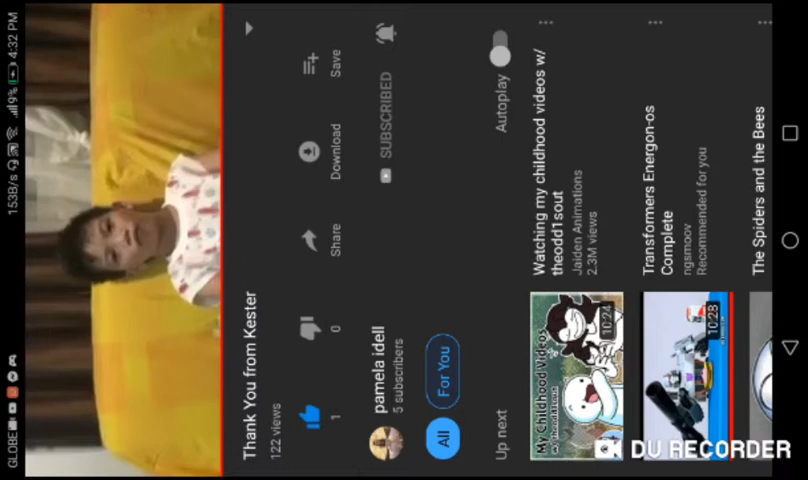 GLOBE
153B/s
9%
4:32 PM
Thank You from Kester
122 views
1
0
Share
Download
Save
pamela idell
5 subscribers
SUBSCRIBED
All
For You
Up next
Autoplay
My Childhood Videos
10:24
Watching my childhood videos w/
theodd1sout
Jaiden Animations
2.3M views
10:28
Transformers Energon-os
Complete
ngsmoov
Recommended for you
The Spiders and the Bees
DU RECORDER